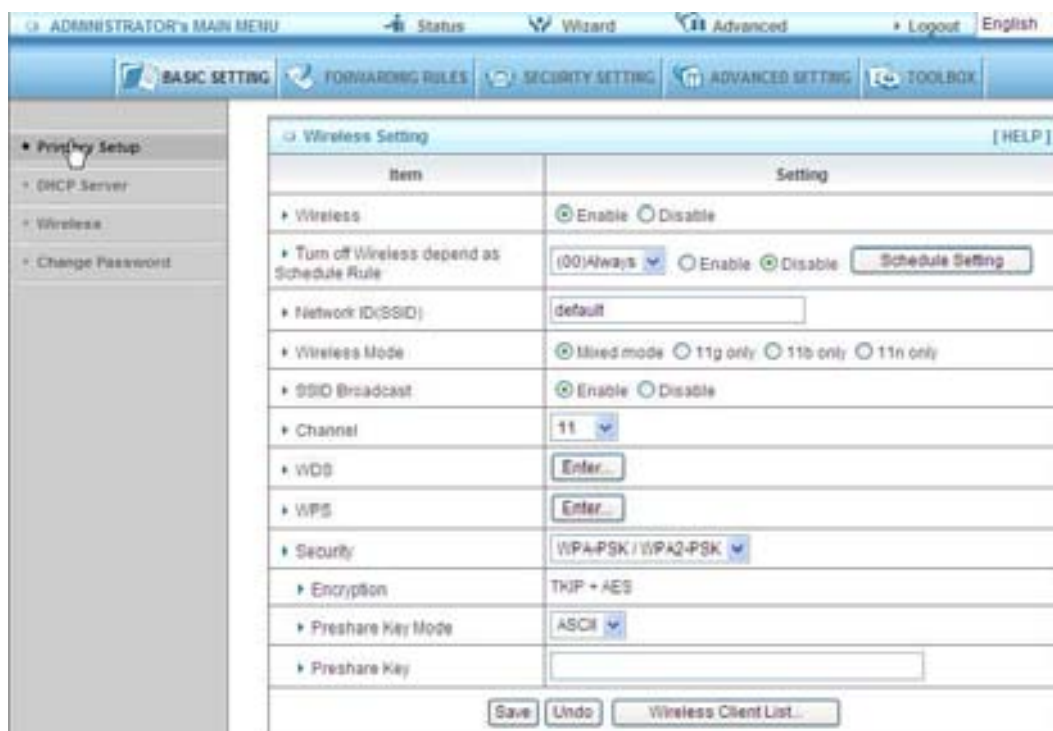 ADMINISTRATOR's MAIN MENU Status Wizard Advanced Logout English
BASIC SETTING FORWARDING RULES SECURITY SETTING ADVANCED SETTING TOOLBOX
Primary Setup
DHCP Server
Wireless
Change Password
Wireless Setting [ HELP ]
Item Setting
Wireless Enable Disable
Turn off Wireless depend as
Schedule Rule (00)Always Enable Disable Schedule Setting
Network ID(SSID) default
Wireless Mode Mixed mode 11g only 11b only 11n only
SSID Broadcast Enable Disable
Channel 11
WDS Enter...
WPS Enter...
Security WPA-PSK / WPA2-PSK
Encryption TKIP + AES
Preshare Key Mode ASCII
Preshare Key
Save Undo Wireless Client List...